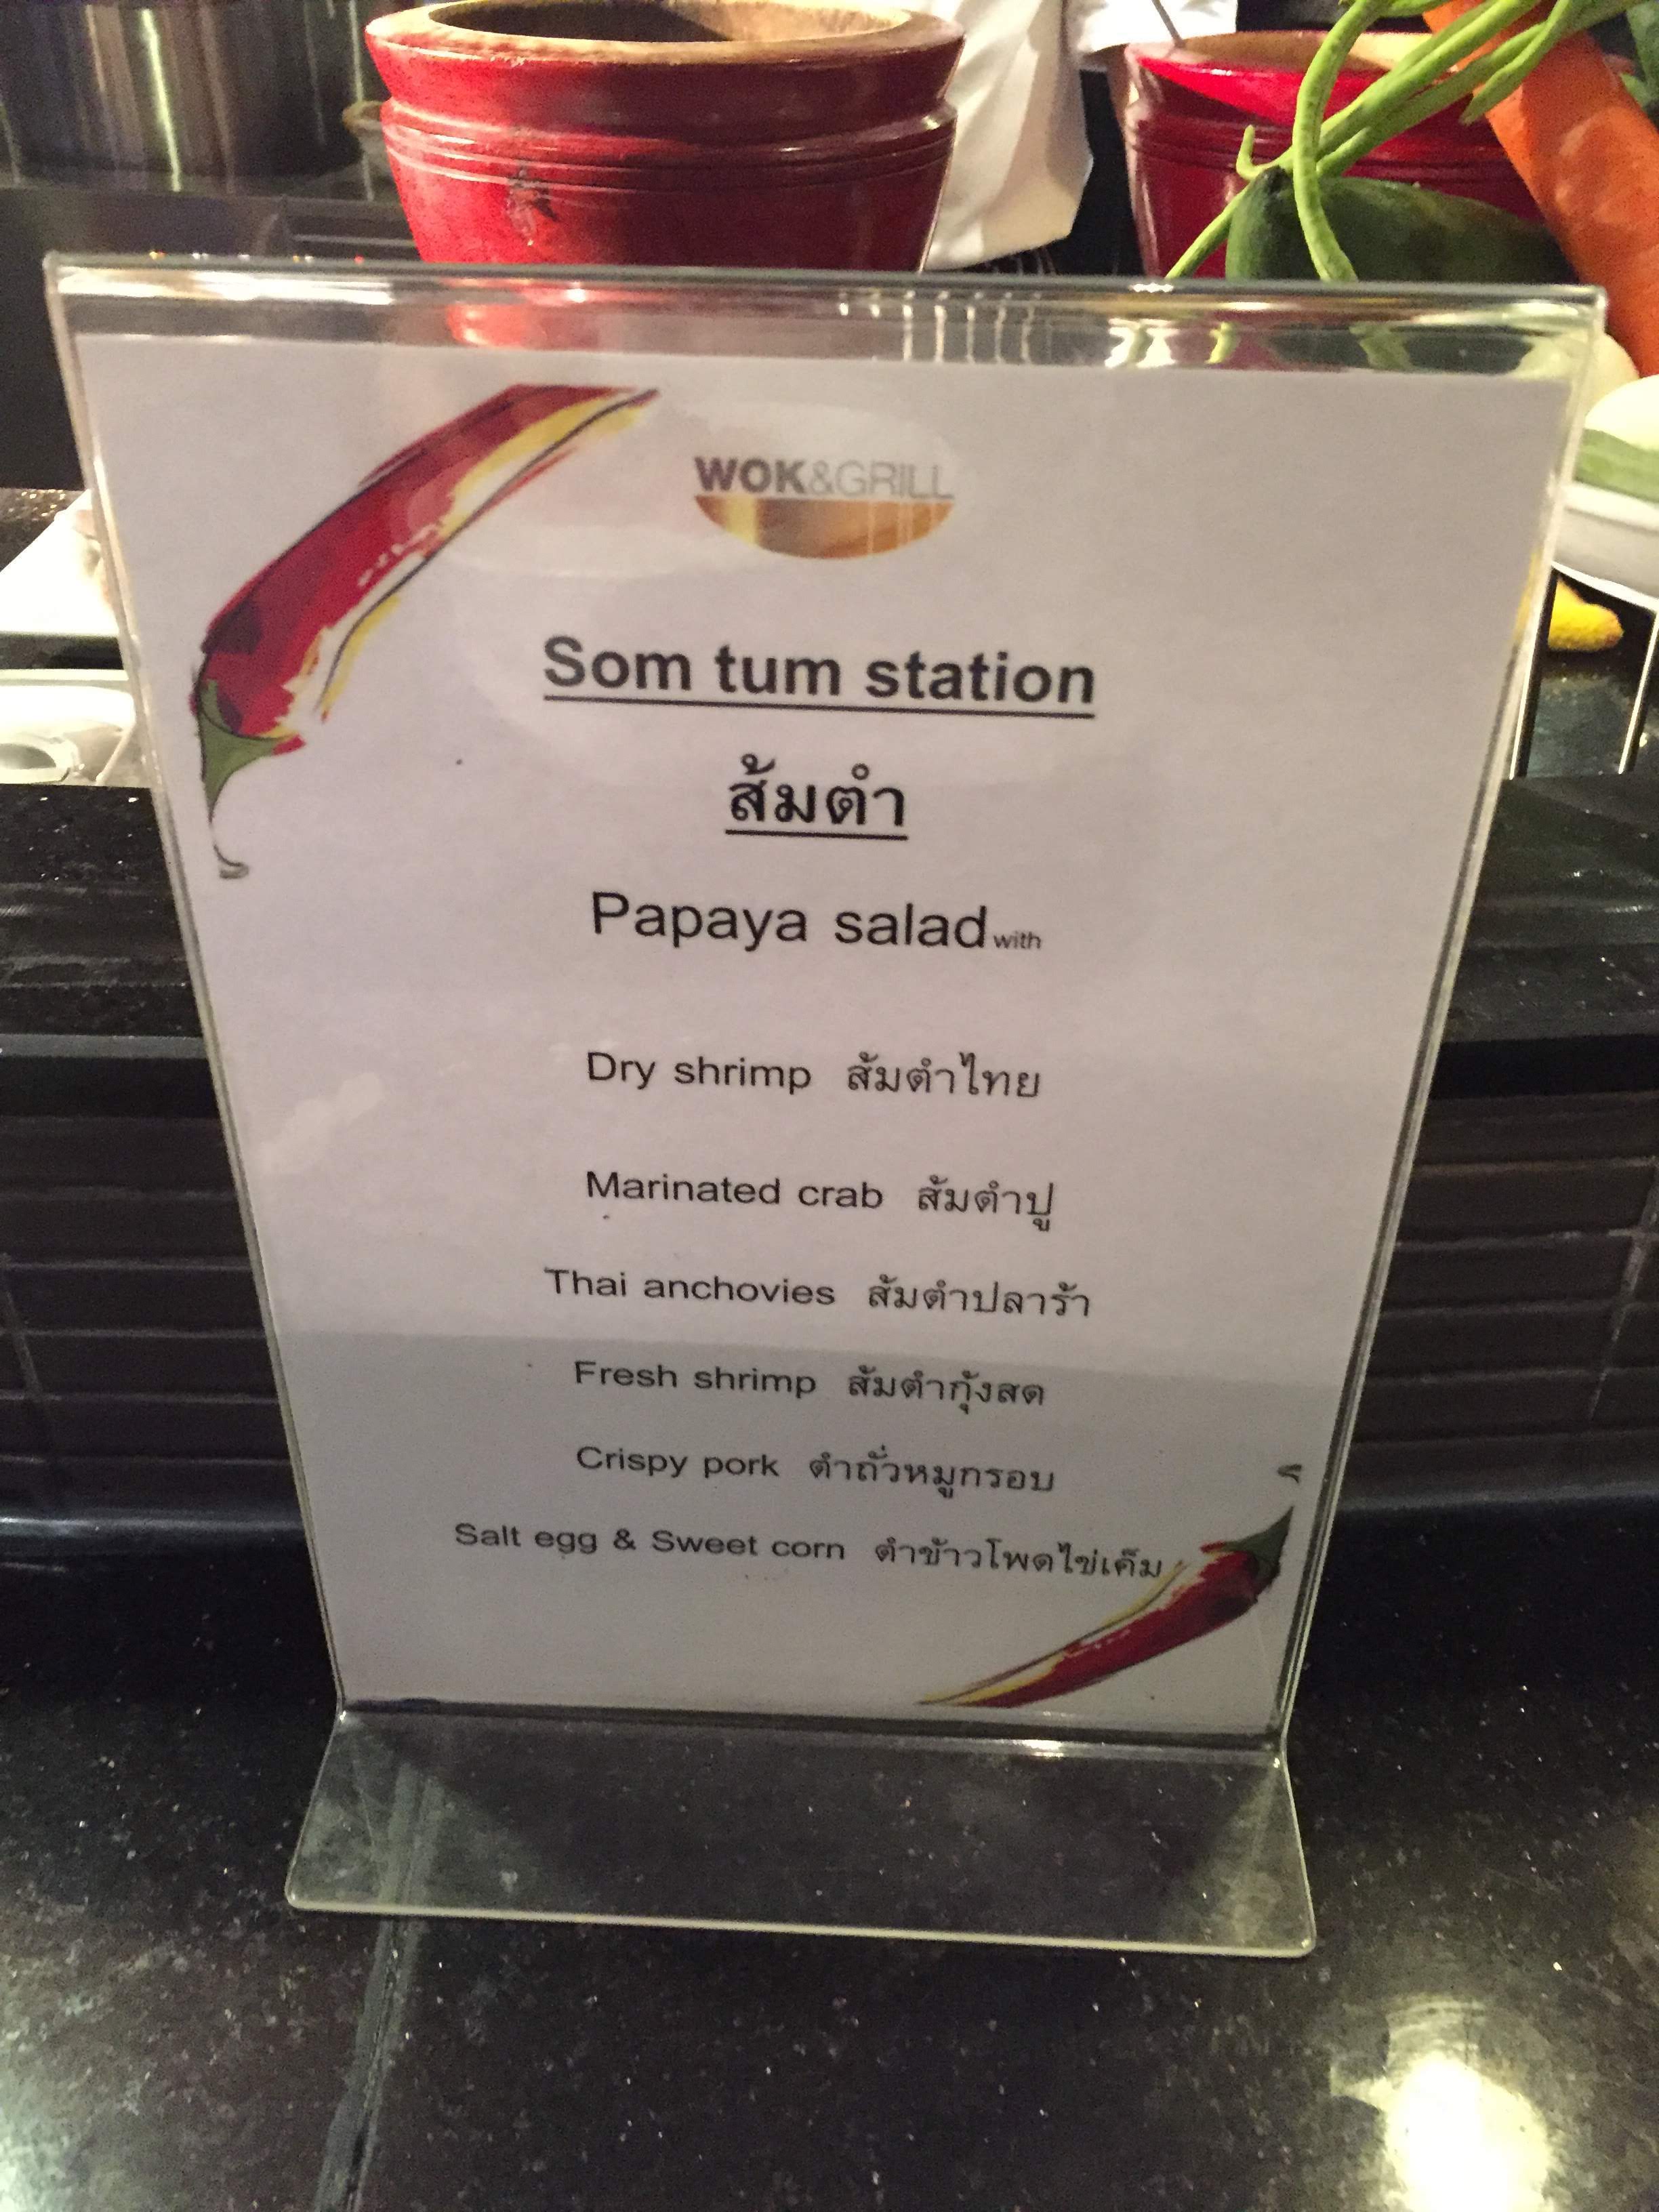 WOK&GRILL
Som tum station
ส้มตำ
Papaya salad with
Dry shrimp ส้มตำไทย
Marinated crab ส้มตำปู
Thai anchovies ส้มตำปลาร้า
Fresh shrimp ส้มตำกุ้งสด
Crispy pork ตำถั่วหมูกรอบ
Salt egg & Sweet corn ตำข้าวโพดไข่เค็ม